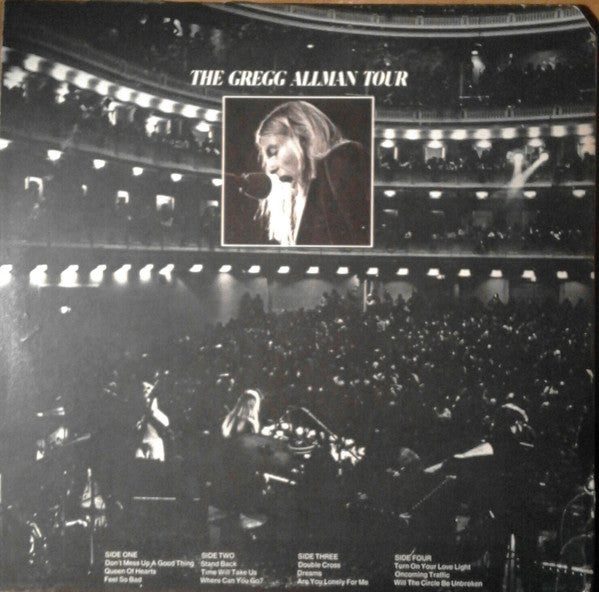 THE GREGG ALLMAN TOUR
SIDE ONE
Don't Mess Up A Good Thing
Queen Of Hearts
Feel So Bad
SIDE TWO
Stand Back
Time Will Take Us
Where Can You Go?
SIDE THREE
Double Cross
Dreams
Are You Lonely For Me
SIDE FOUR
Turn On Your Love Light
Oncoming Traffic
Will The Circle Be Unbroken